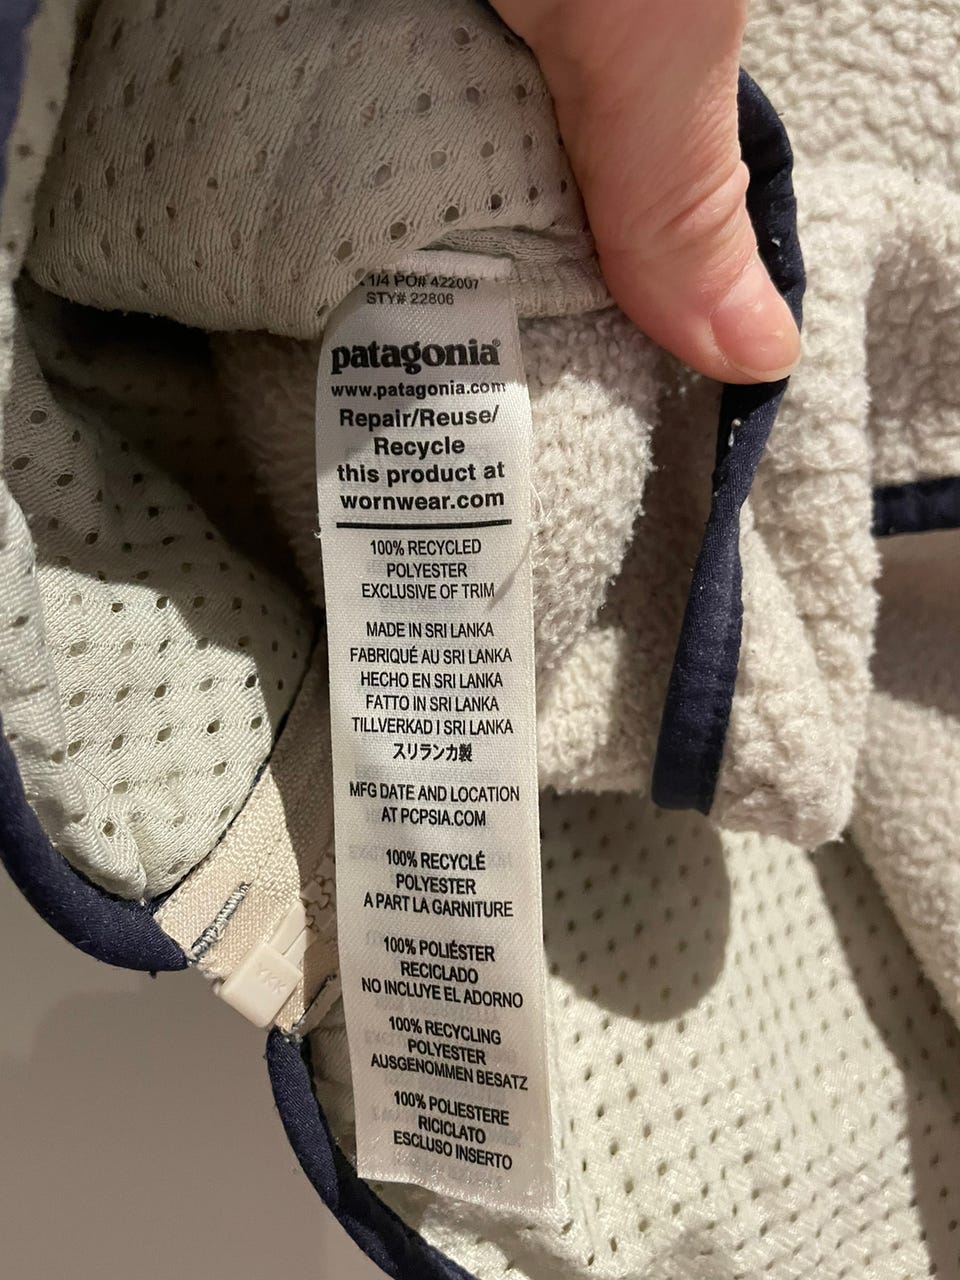 1/4 PO# 422007
STY# 22806
patagonia®
www.patagonia.com
Repair/Reuse/
Recycle
this product at
wornwear.com
100% RECYCLED
POLYESTER
EXCLUSIVE OF TRIM
MADE IN SRI LANKA
FABRIQUÉ AU SRI LANKA
HECHO EN SRI LANKA
FATTO IN SRI LANKA
TILLVERKAD I SRI LANKA
スリランカ製
MFG DATE AND LOCATION
AT PCPSIA.COM
100% RECYCLÉ
POLYESTER
A PART LA GARNITURE
100% POLIÉSTER
RECICLADO
NO INCLUYE EL ADORNO
100% RECYCLING
POLYESTER
AUSGENOMMEN BESATZ
100% POLIESTERE
RICICLATO
ESCLUSO INSERTO
YKK